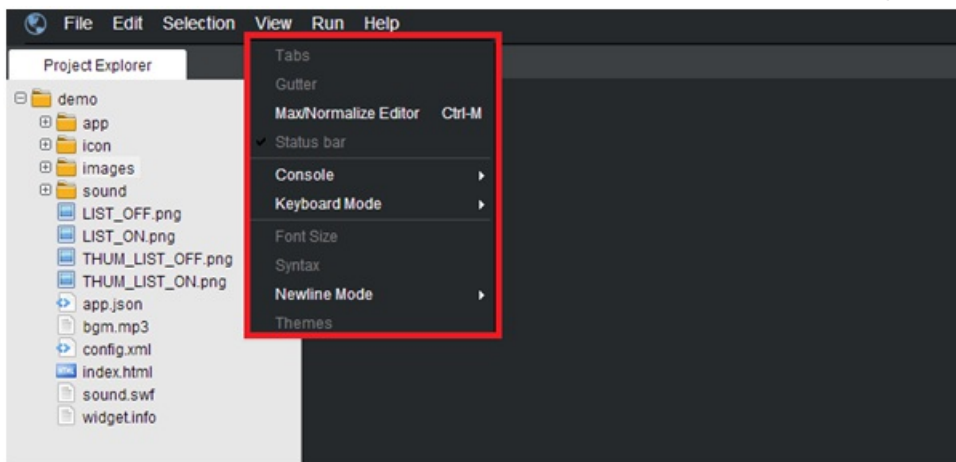 File Edit Selection View Run Help
Project Explorer
demo
app
icon
images
sound
LIST_OFF.png
LIST_ON.png
THUM_LIST_OFF.png
THUM_LIST_ON.png
app.json
bgm.mp3
config.xml
index.html
sound.swf
widget.info
Tabs
Gutter
Max/Normalize Editor Ctrl-M
Status bar
Console
Keyboard Mode
Font Size
Syntax
Newline Mode
Themes